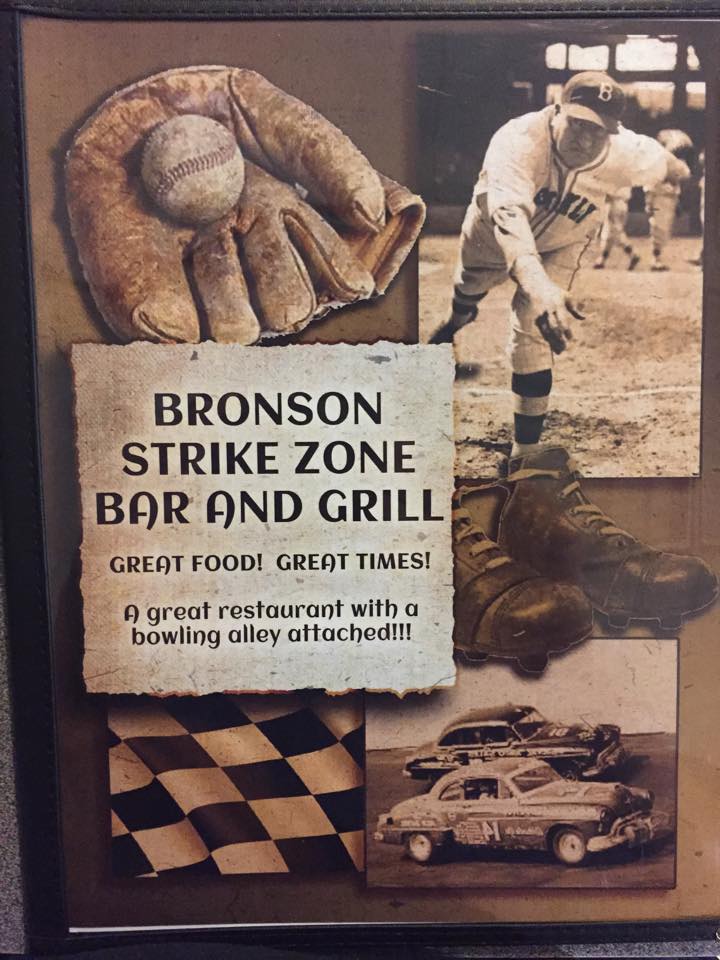 B
BRONSON
STRIKE ZONE
BAR AND GRILL
GREAT FOOD! GREAT TIMES!
A great restaurant with a
bowling alley attached!!!